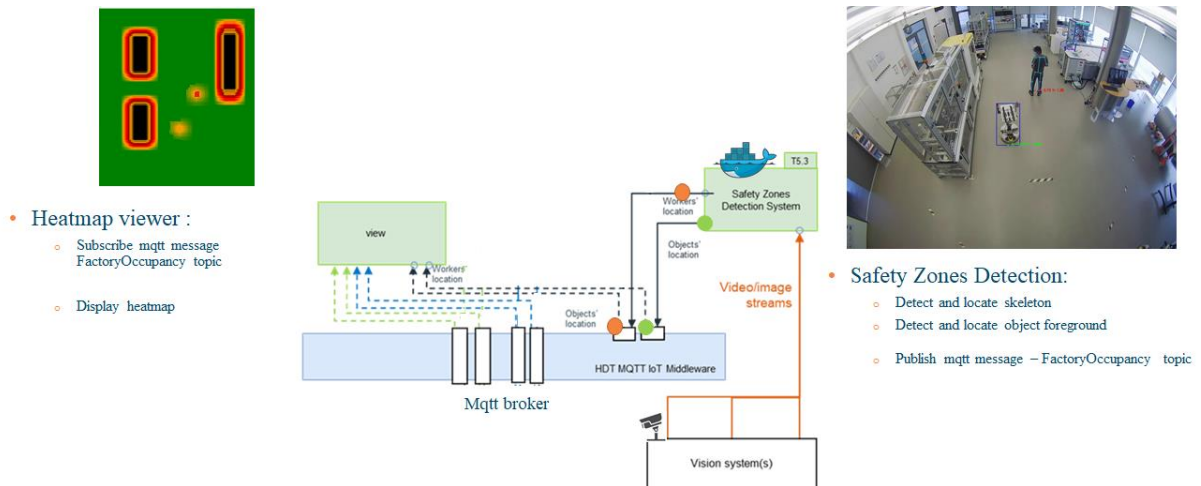 Heatmap viewer :
Subscribe mqtt message
FactoryOccupancy topic
Display heatmap
view
Workers'
location
Objects'
location
HDT MQTT IoT Middleware
Mqtt broker
T5.3
Safety Zones
Detection System
Workers'
location
Objects'
location
Video/image
streams
Vision system(s)
Safety Zones Detection:
Detect and locate skeleton
Detect and locate object foreground
Publish mqtt message – FactoryOccupancy topic